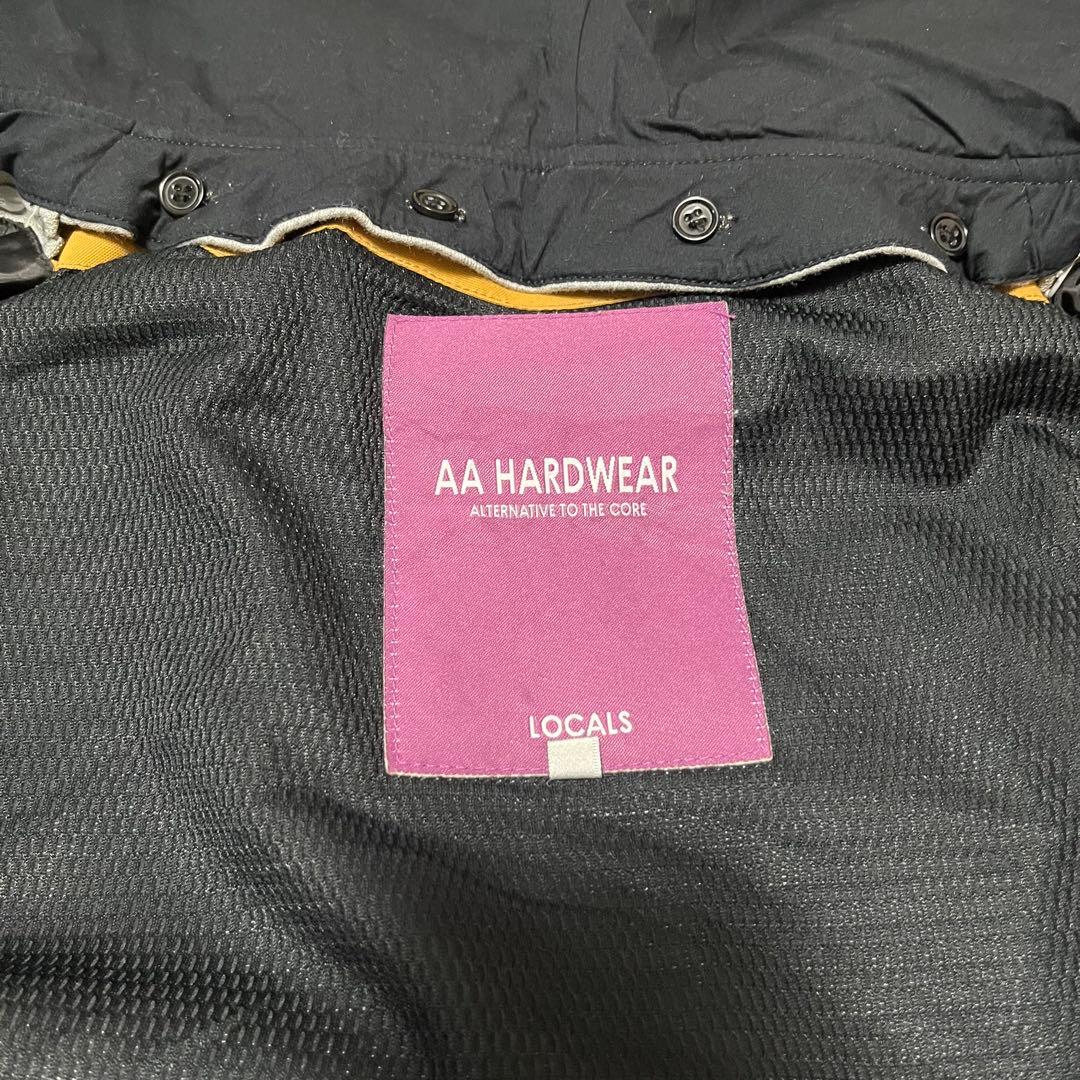 AA HARDWEAR
ALTERNATIVE TO THE CORE
LOCALS